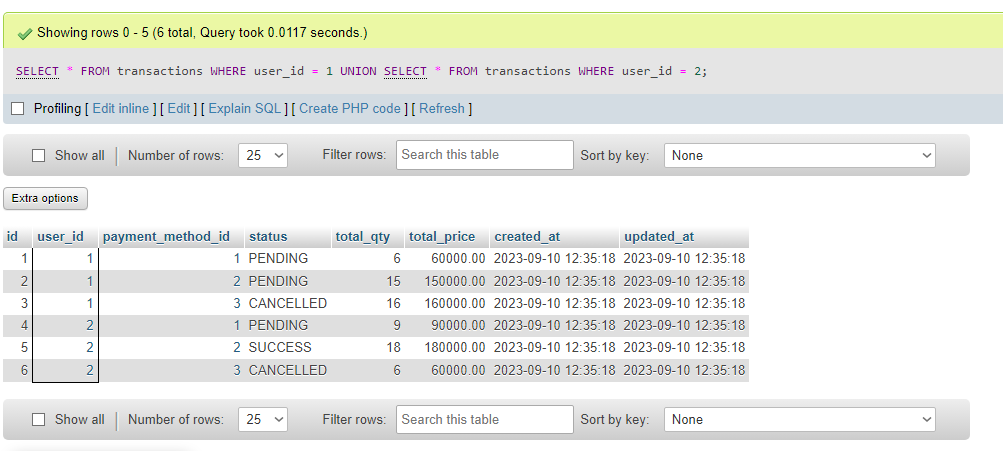 Showing rows 0 - 5 (6 total, Query took 0.0117 seconds.)
SELECT * FROM transactions WHERE user_id = 1 UNION SELECT * FROM transactions WHERE user_id = 2;
Profiling [ Edit inline ] [ Edit ] [ Explain SQL ] [ Create PHP code ] [ Refresh ]
Show all Number of rows: 25 Filter rows: Search this table Sort by key: None
Extra options
id user_id payment_method_id status total_qty total_price created_at updated_at
1 1 1 PENDING 6 60000.00 2023-09-10 12:35:18 2023-09-10 12:35:18
2 1 2 PENDING 15 150000.00 2023-09-10 12:35:18 2023-09-10 12:35:18
3 1 3 CANCELLED 16 160000.00 2023-09-10 12:35:18 2023-09-10 12:35:18
4 2 1 PENDING 9 90000.00 2023-09-10 12:35:18 2023-09-10 12:35:18
5 2 2 SUCCESS 18 180000.00 2023-09-10 12:35:18 2023-09-10 12:35:18
6 2 3 CANCELLED 6 60000.00 2023-09-10 12:35:18 2023-09-10 12:35:18
Show all Number of rows: 25 Filter rows: Search this table Sort by key: None